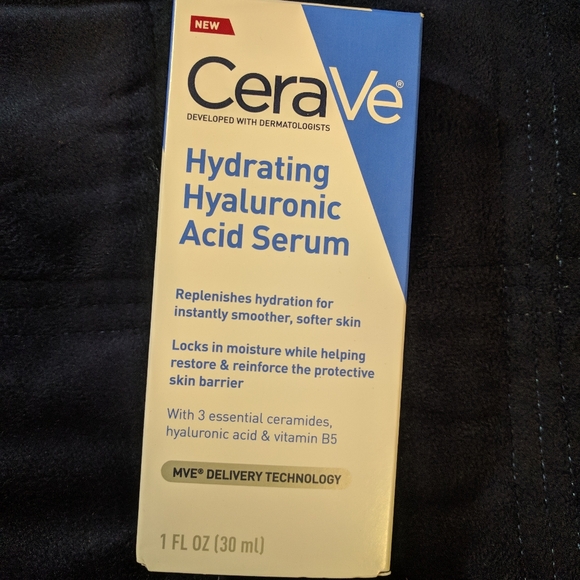 NEW
CeraVe®
DEVELOPED WITH DERMATOLOGISTS
Hydrating
Hyaluronic
Acid Serum
Replenishes hydration for
instantly smoother, softer skin
Locks in moisture while helping
restore & reinforce the protective
skin barrier
With 3 essential ceramides,
hyaluronic acid & vitamin B5
MVE® DELIVERY TECHNOLOGY
1 FL OZ (30 ml)